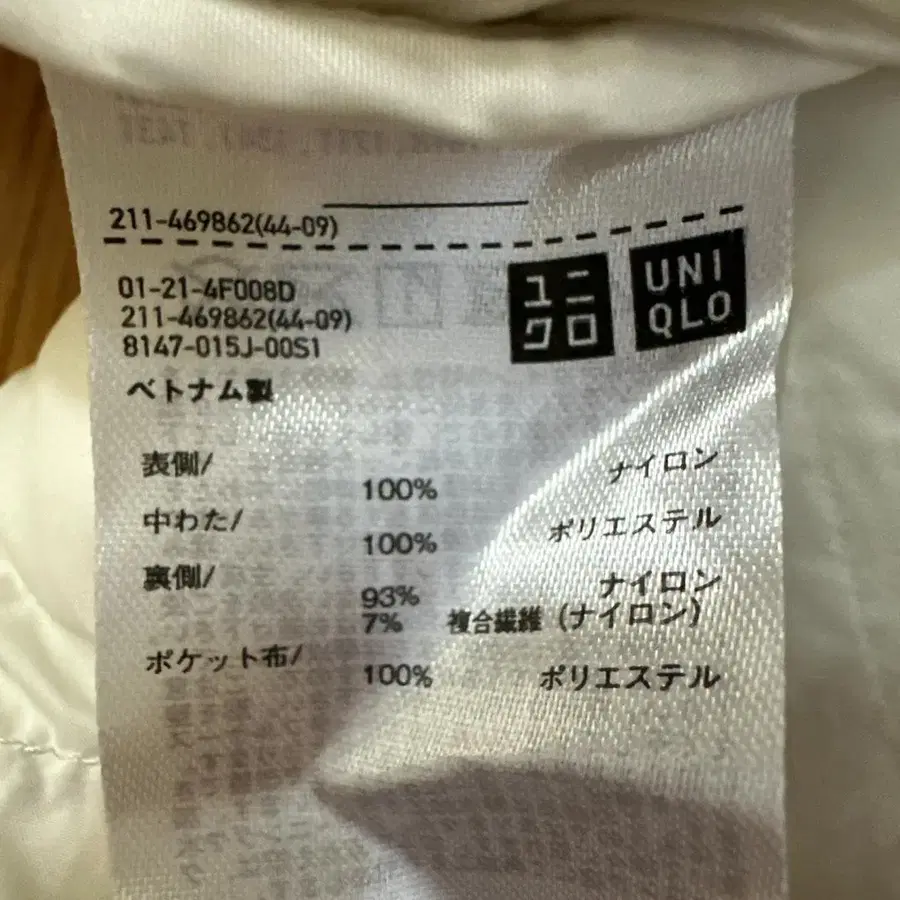 211-469862(44-09)
ユニ
クロ
UNI
QLO
01-21-4F008D
211-469862(44-09)
8147-015J-00S1
ベトナム製
表側/
100% ナイロン
中わた/
100% ポリエステル
裏側/
93% ナイロン
7% 複合繊維 (ナイロン)
ポケット布/
100% ポリエステル